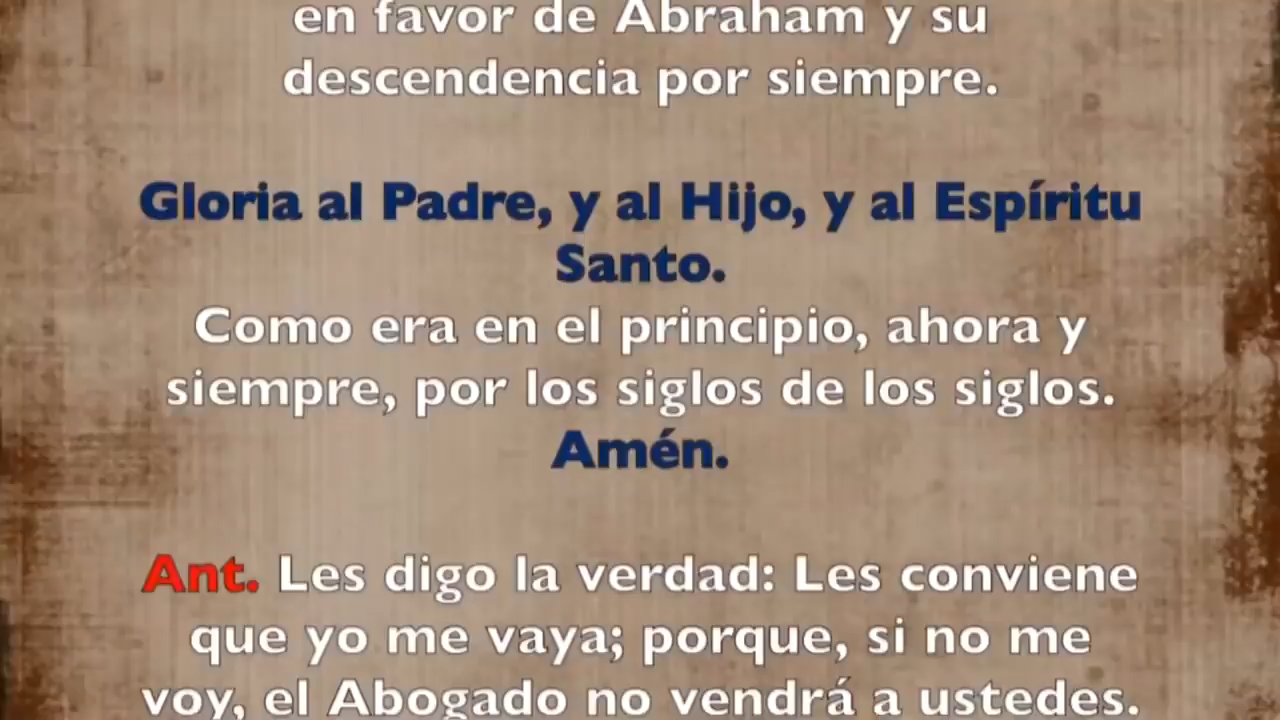 en favor de Abraham y su
descendencia por siempre.
Gloria al Padre, y al Hijo, y al Espíritu
Santo.
Como era en el principio, ahora y
siempre, por los siglos de los siglos.
Amén.
Ant. Les digo la verdad: Les conviene
que yo me vaya; porque, si no me
voy, el Abogado no vendrá a ustedes.